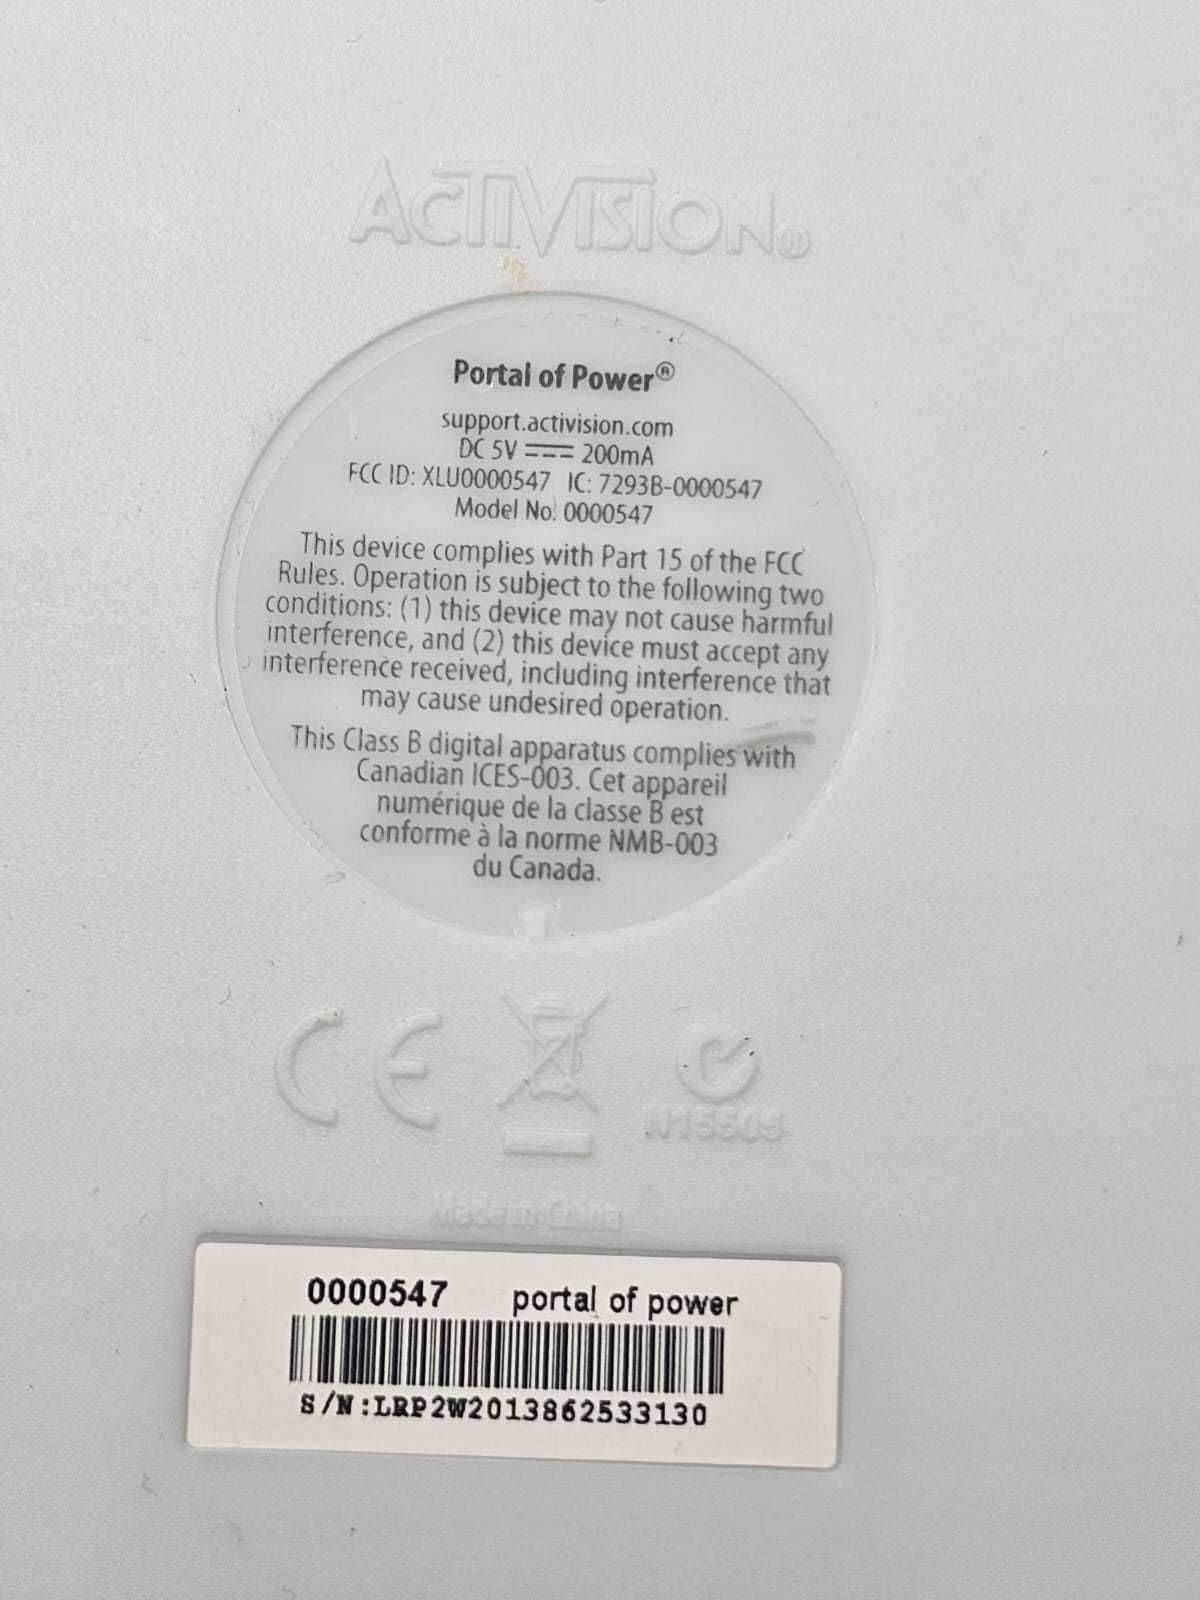 ACTIVISION®
Portal of Power®
support.activision.com
DC 5V ⎓ 200mA
FCC ID: XLU0000547 IC: 7293B-0000547
Model No. 0000547
This device complies with Part 15 of the FCC
Rules. Operation is subject to the following two
conditions: (1) this device may not cause harmful
interference, and (2) this device must accept any
interference received, including interference that
may cause undesired operation.
This Class B digital apparatus complies with
Canadian ICES-003. Cet appareil
numérique de la classe B est
conforme à la norme NMB-003
du Canada.
CE
N15505
Made in China
0000547 portal of power
S/N:LRP2W2013862533130